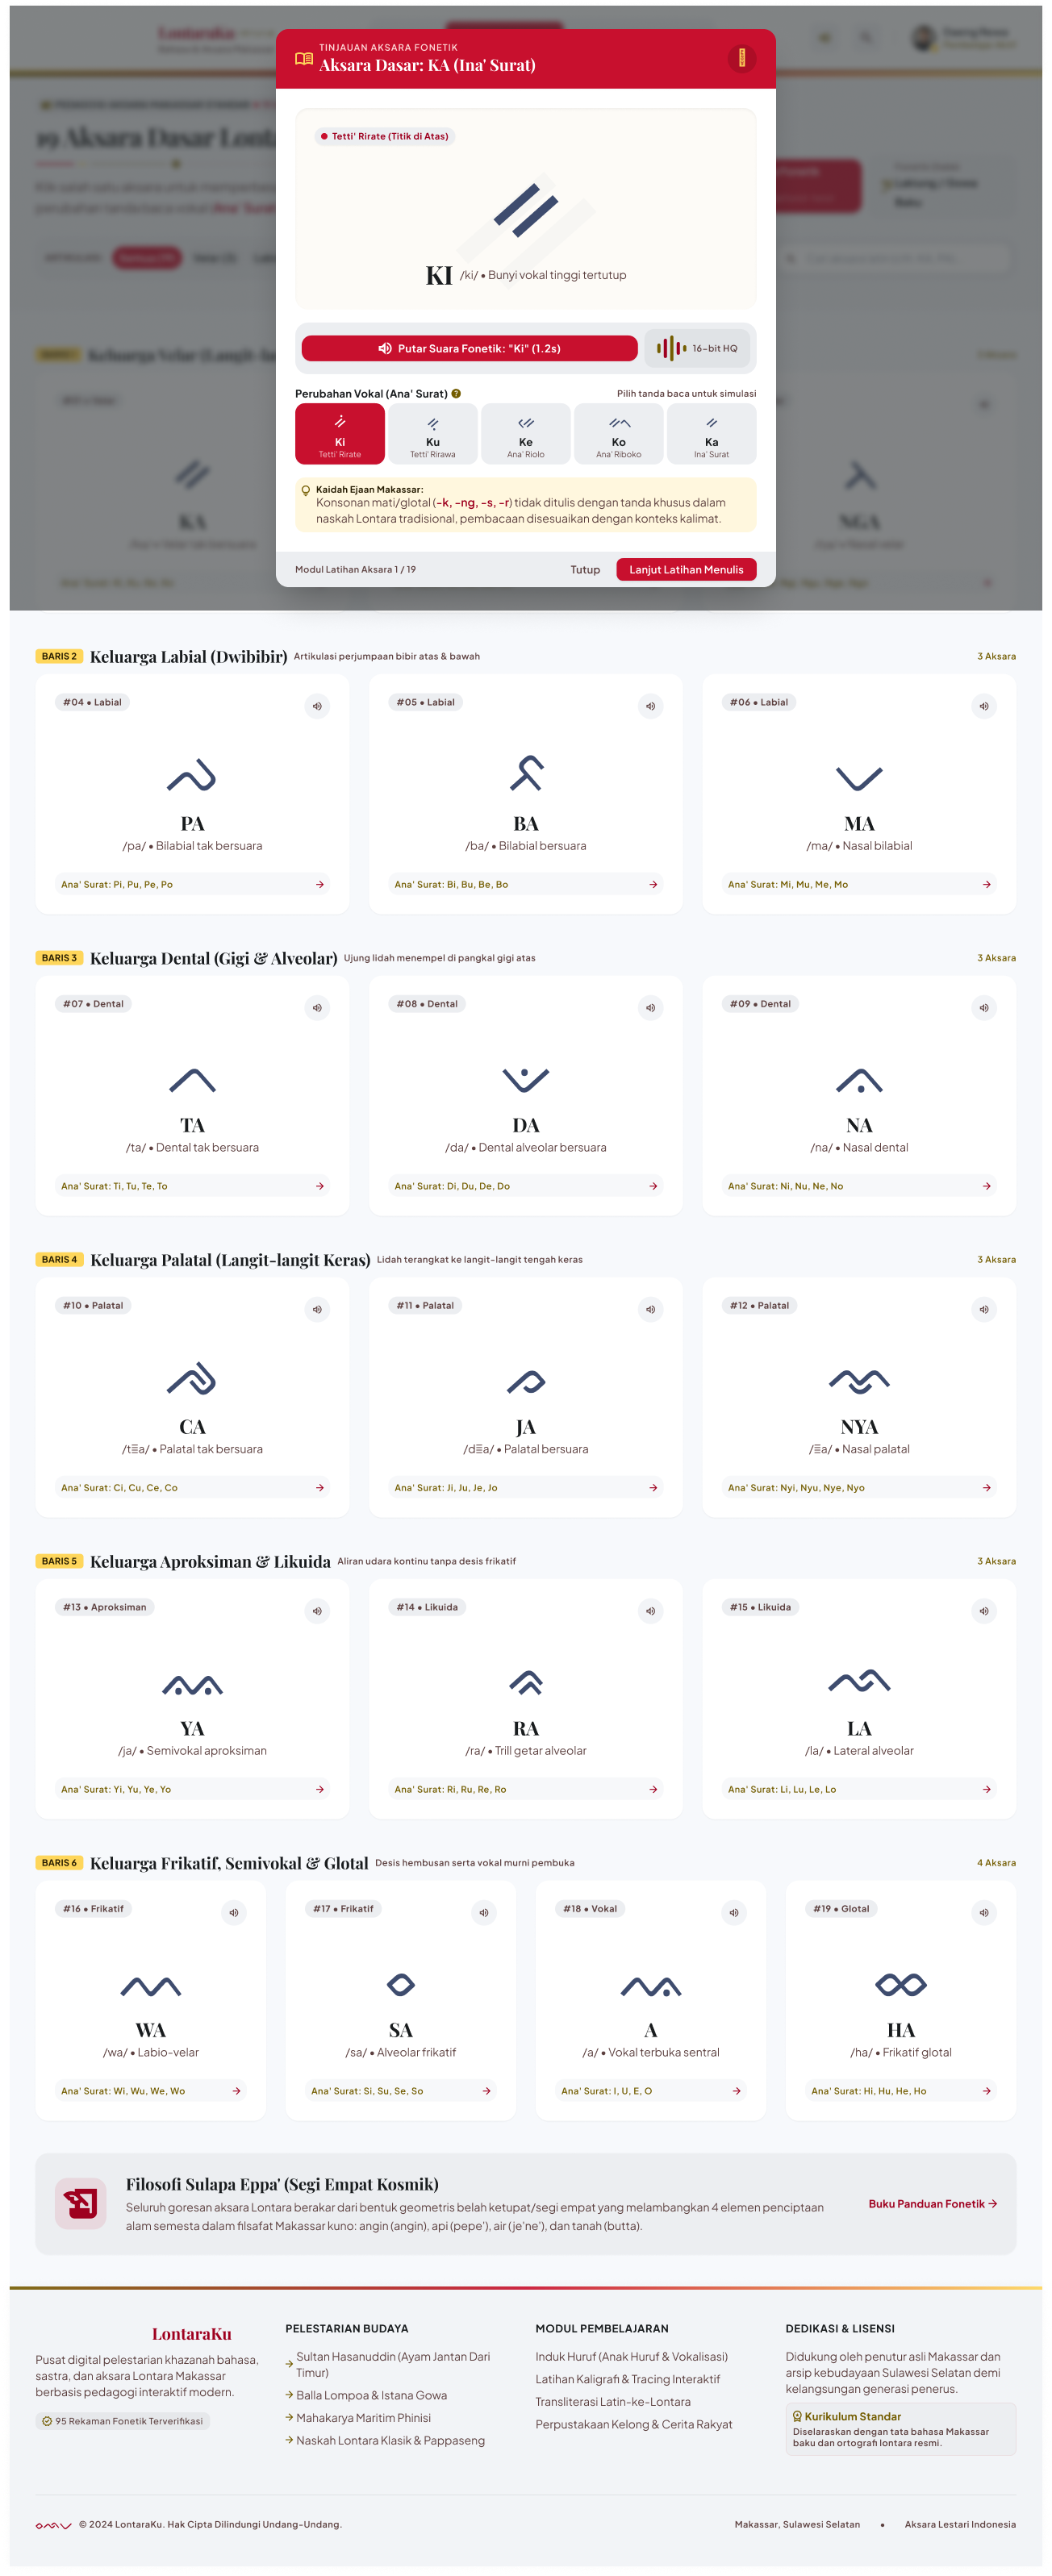 LontaraKu
TINJAUAN AKSARA FONETIK
Aksara Dasar: KA (Ina' Surat)
19 Aksara Dasar
Tetti' Rirate (Titik di Atas)
ᨀ
KI /ki/ • Bunyi vokal tinggi tertutup
Putar Suara Fonetik: "Ki" (1.2s)
16-bit HQ
Perubahan Vokal (Ana' Surat) ?
Pilih tanda baca untuk simulasi
ᨀᨗ
Ki
Tetti' Rirate
ᨀᨘ
Ku
Tetti' Rirawa
ᨀᨙ
Ke
Ana' Riolo
ᨀᨚ
Ko
Ana' Riboko
ᨀ
Ka
Ina' Surat
Kaidah Ejaan Makassar:
Konsonan mati/glotal (-k, -ng, -s, -r) tidak ditulis dengan tanda khusus dalam
naskah Lontara tradisional, pembacaan disesuaikan dengan konteks kalimat.
Modul Latihan Aksara 1 / 19
Tutup
Lanjut Latihan Menulis
ᨀ
KA
ᨂ
NGA
BARIS 2 Keluarga Labial (Dwibibir) Artikulasi perjumpaan bibir atas & bawah
3 Aksara
#04 • Labial
ᨄ
PA
/pa/ • Bilabial tak bersuara
Ana' Surat: Pi, Pu, Pe, Po
#05 • Labial
ᨅ
BA
/ba/ • Bilabial bersuara
Ana' Surat: Bi, Bu, Be, Bo
#06 • Labial
ᨆ
MA
/ma/ • Nasal bilabial
Ana' Surat: Mi, Mu, Me, Mo
BARIS 3 Keluarga Dental (Gigi & Alveolar) Ujung lidah menempel di pangkal gigi atas
3 Aksara
#07 • Dental
ᨈ
TA
/ta/ • Dental tak bersuara
Ana' Surat: Ti, Tu, Te, To
#08 • Dental
ᨉ
DA
/da/ • Dental alveolar bersuara
Ana' Surat: Di, Du, De, Do
#09 • Dental
ᨊ
NA
/na/ • Nasal dental
Ana' Surat: Ni, Nu, Ne, No
BARIS 4 Keluarga Palatal (Langit-langit Keras) Lidah terangkat ke langit-langit tengah keras
3 Aksara
#10 • Palatal
ᨌ
CA
/t☰a/ • Palatal tak bersuara
Ana' Surat: Ci, Cu, Ce, Co
#11 • Palatal
ᨍ
JA
/d☰a/ • Palatal bersuara
Ana' Surat: Ji, Ju, Je, Jo
#12 • Palatal
ᨎ
NYA
/☰a/ • Nasal palatal
Ana' Surat: Nyi, Nyu, Nye, Nyo
BARIS 5 Keluarga Aproksiman & Likuida Aliran udara kontinu tanpa desis frikatif
3 Aksara
#13 • Aproksiman
ᨐ
YA
/ja/ • Semivokal aproksiman
Ana' Surat: Yi, Yu, Ye, Yo
#14 • Likuida
ᨑ
RA
/ra/ • Trill getar alveolar
Ana' Surat: Ri, Ru, Re, Ro
#15 • Likuida
ᨒ
LA
/la/ • Lateral alveolar
Ana' Surat: Li, Lu, Le, Lo
BARIS 6 Keluarga Frikatif, Semivokal & Glotal Desis hembusan serta vokal murni pembuka
4 Aksara
#16 • Frikatif
ᨓ
WA
/wa/ • Labio-velar
Ana' Surat: Wi, Wu, We, Wo
#17 • Frikatif
ᨔ
SA
/sa/ • Alveolar frikatif
Ana' Surat: Si, Su, Se, So
#18 • Vokal
ᨕ
A
/a/ • Vokal terbuka sentral
Ana' Surat: I, U, E, O
#19 • Glotal
ᨖ
HA
/ha/ • Frikatif glotal
Ana' Surat: Hi, Hu, He, Ho
Filosofi Sulapa Eppa' (Segi Empat Kosmik)
Seluruh goresan aksara Lontara berakar dari bentuk geometris belah ketupat/segi empat yang melambangkan 4 elemen penciptaan
alam semesta dalam filsafat Makassar kuno: angin (angin), api (pepe'), air (je'ne'), dan tanah (butta).
Buku Panduan Fonetik →
LontaraKu
Pusat digital pelestarian khazanah bahasa,
sastra, dan aksara Lontara Makassar
berbasis pedagogi interaktif modern.
95 Rekaman Fonetik Terverifikasi
PELESTARIAN BUDAYA
→ Sultan Hasanuddin (Ayam Jantan Dari
Timur)
→ Balla Lompoa & Istana Gowa
→ Mahakarya Maritim Phinisi
→ Naskah Lontara Klasik & Pappaseng
MODUL PEMBELAJARAN
Induk Huruf (Anak Huruf & Vokalisasi)
Latihan Kaligrafi & Tracing Interaktif
Transliterasi Latin-ke-Lontara
Perpustakaan Kelong & Cerita Rakyat
DEDIKASI & LISENSI
Didukung oleh penutur asli Makassar dan
arsip kebudayaan Sulawesi Selatan demi
kelangsungan generasi penerus.
Kurikulum Standar
Diselaraskan dengan tata bahasa Makassar
baku dan ortografi lontara resmi.
© 2024 LontaraKu. Hak Cipta Dilindungi Undang-Undang.
Makassar, Sulawesi Selatan • Aksara Lestari Indonesia